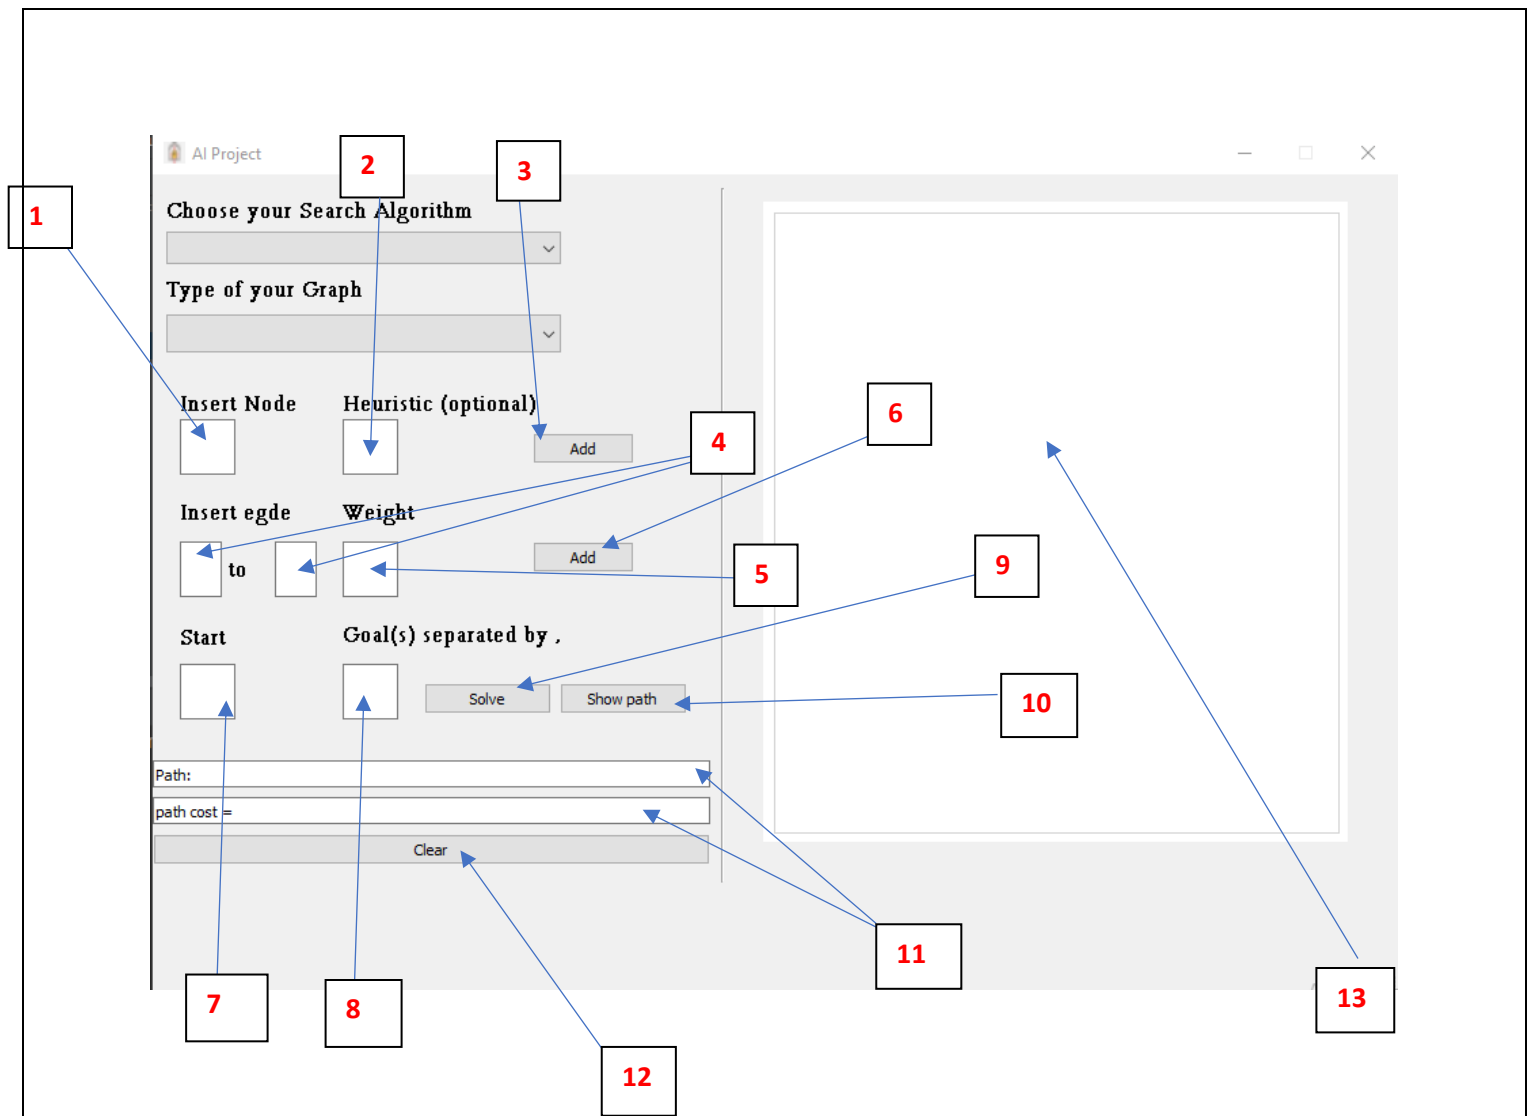 AI Project
2
3
1
Choose your Search Algorithm
Type of your Graph
Insert Node Heuristic (optional)
6
4
Add
Insert egde Weight
to
Add
5
9
Start Goal(s) separated by ,
Solve Show path
10
Path:
path cost =
Clear
11
7
8
13
12